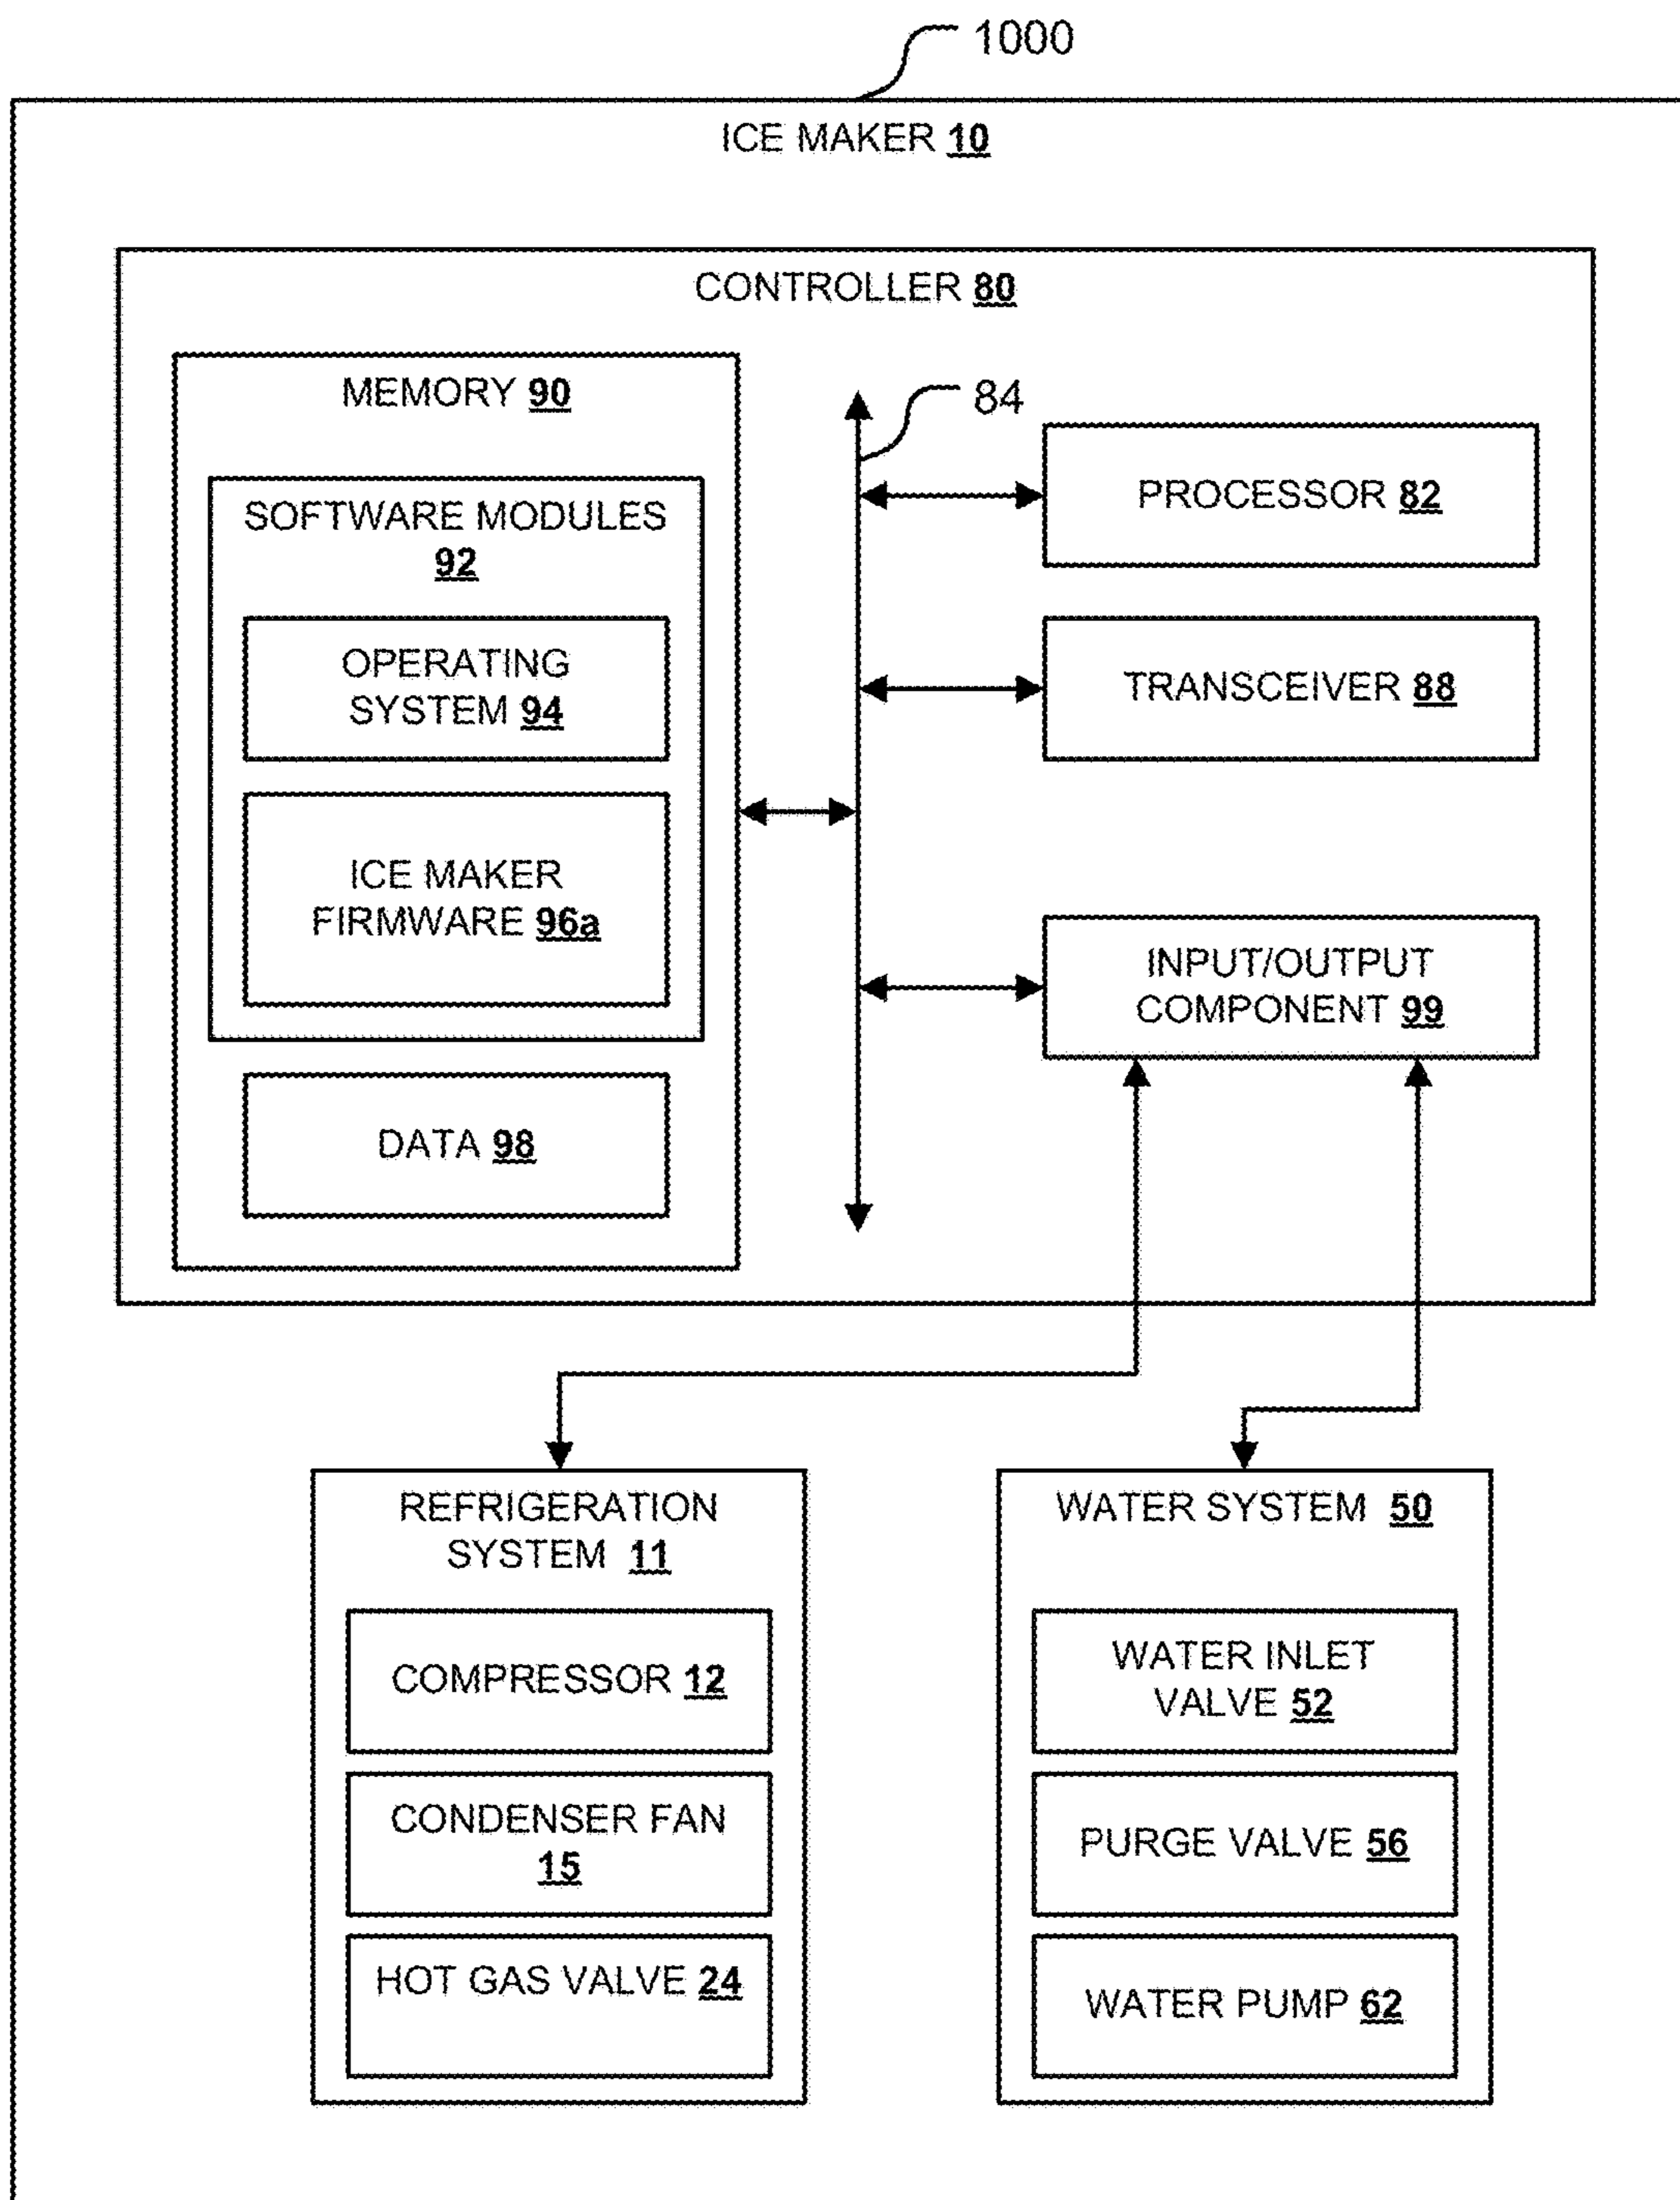 1000
ICE MAKER 10
CONTROLLER 80
MEMORY 90
SOFTWARE MODULES
92
OPERATING
SYSTEM 94
ICE MAKER
FIRMWARE 96a
DATA 98
84
PROCESSOR 82
TRANSCEIVER 88
INPUT/OUTPUT
COMPONENT 99
REFRIGERATION
SYSTEM 11
COMPRESSOR 12
CONDENSER FAN
15
HOT GAS VALVE 24
WATER SYSTEM 50
WATER INLET
VALVE 52
PURGE VALVE 56
WATER PUMP 62